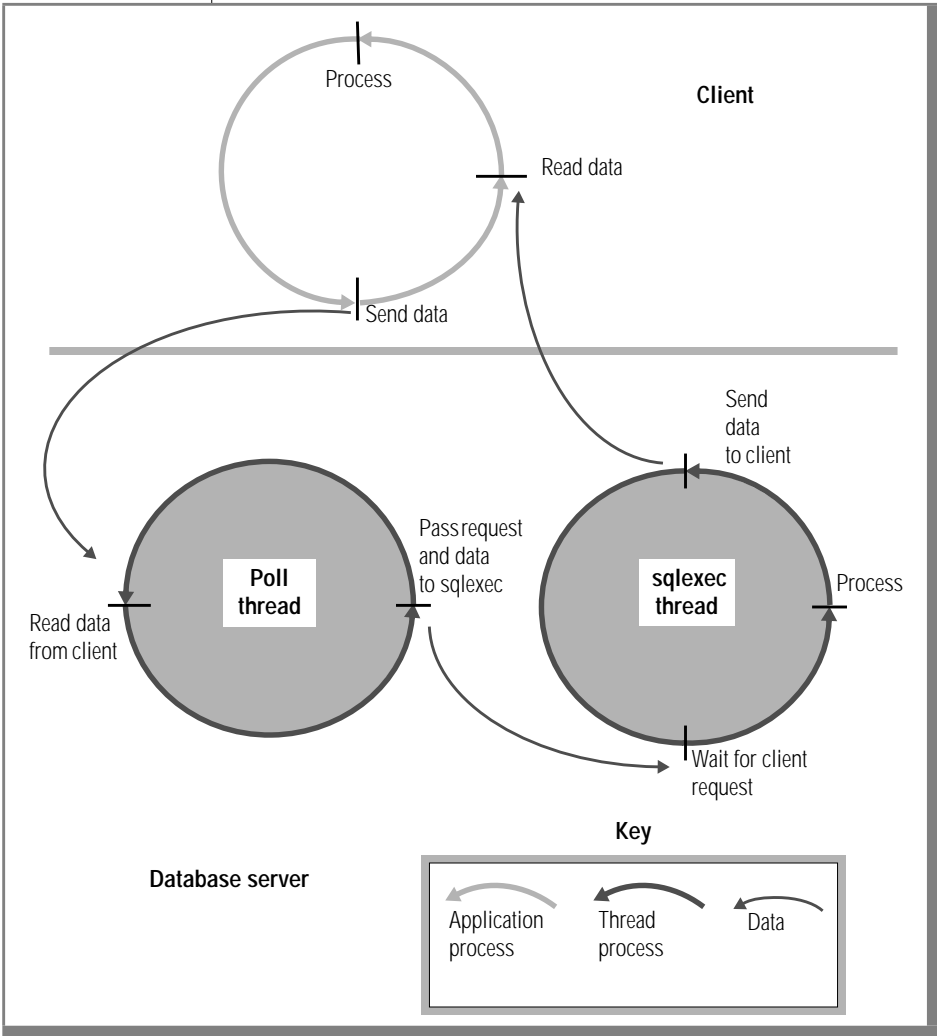 Process
Client
Read data
Send data
Send
data
to client
Pass request
and data
to sqlexec
Poll
thread
sqlexec
thread
Process
Read data
from client
Wait for client
request
Key
Database server
Application
process
Thread
process
Data